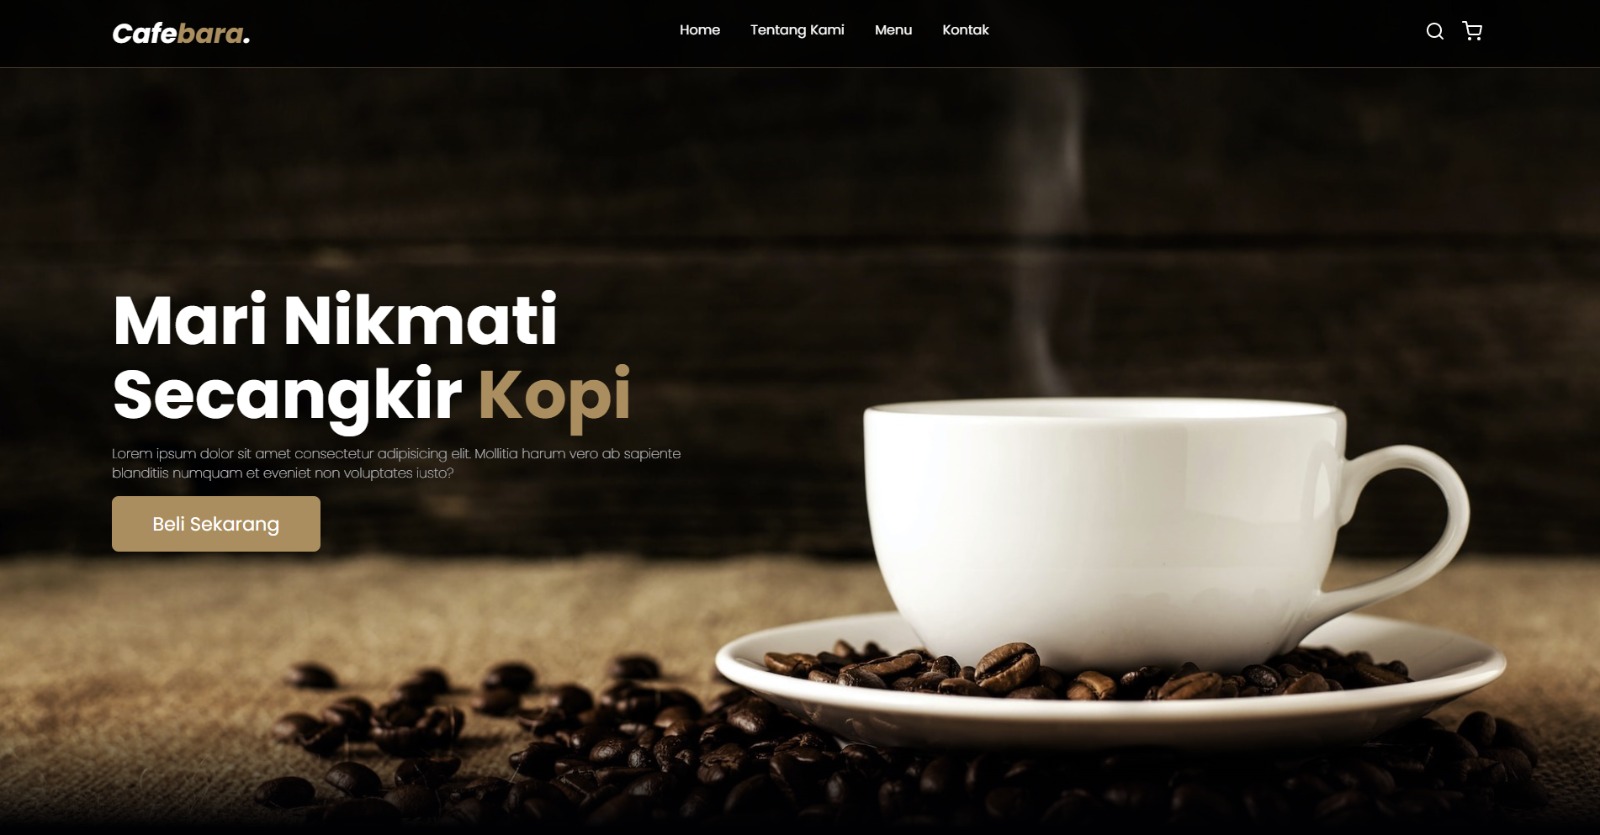 Cafebara.
Home Tentang Kami Menu Kontak
Mari Nikmati
Secangkir Kopi
Lorem ipsum dolor sit amet consectetur adipisicing elit. Mollitia harum vero ab sapiente
blanditiis numquam et eveniet non voluptates iusto?
Beli Sekarang